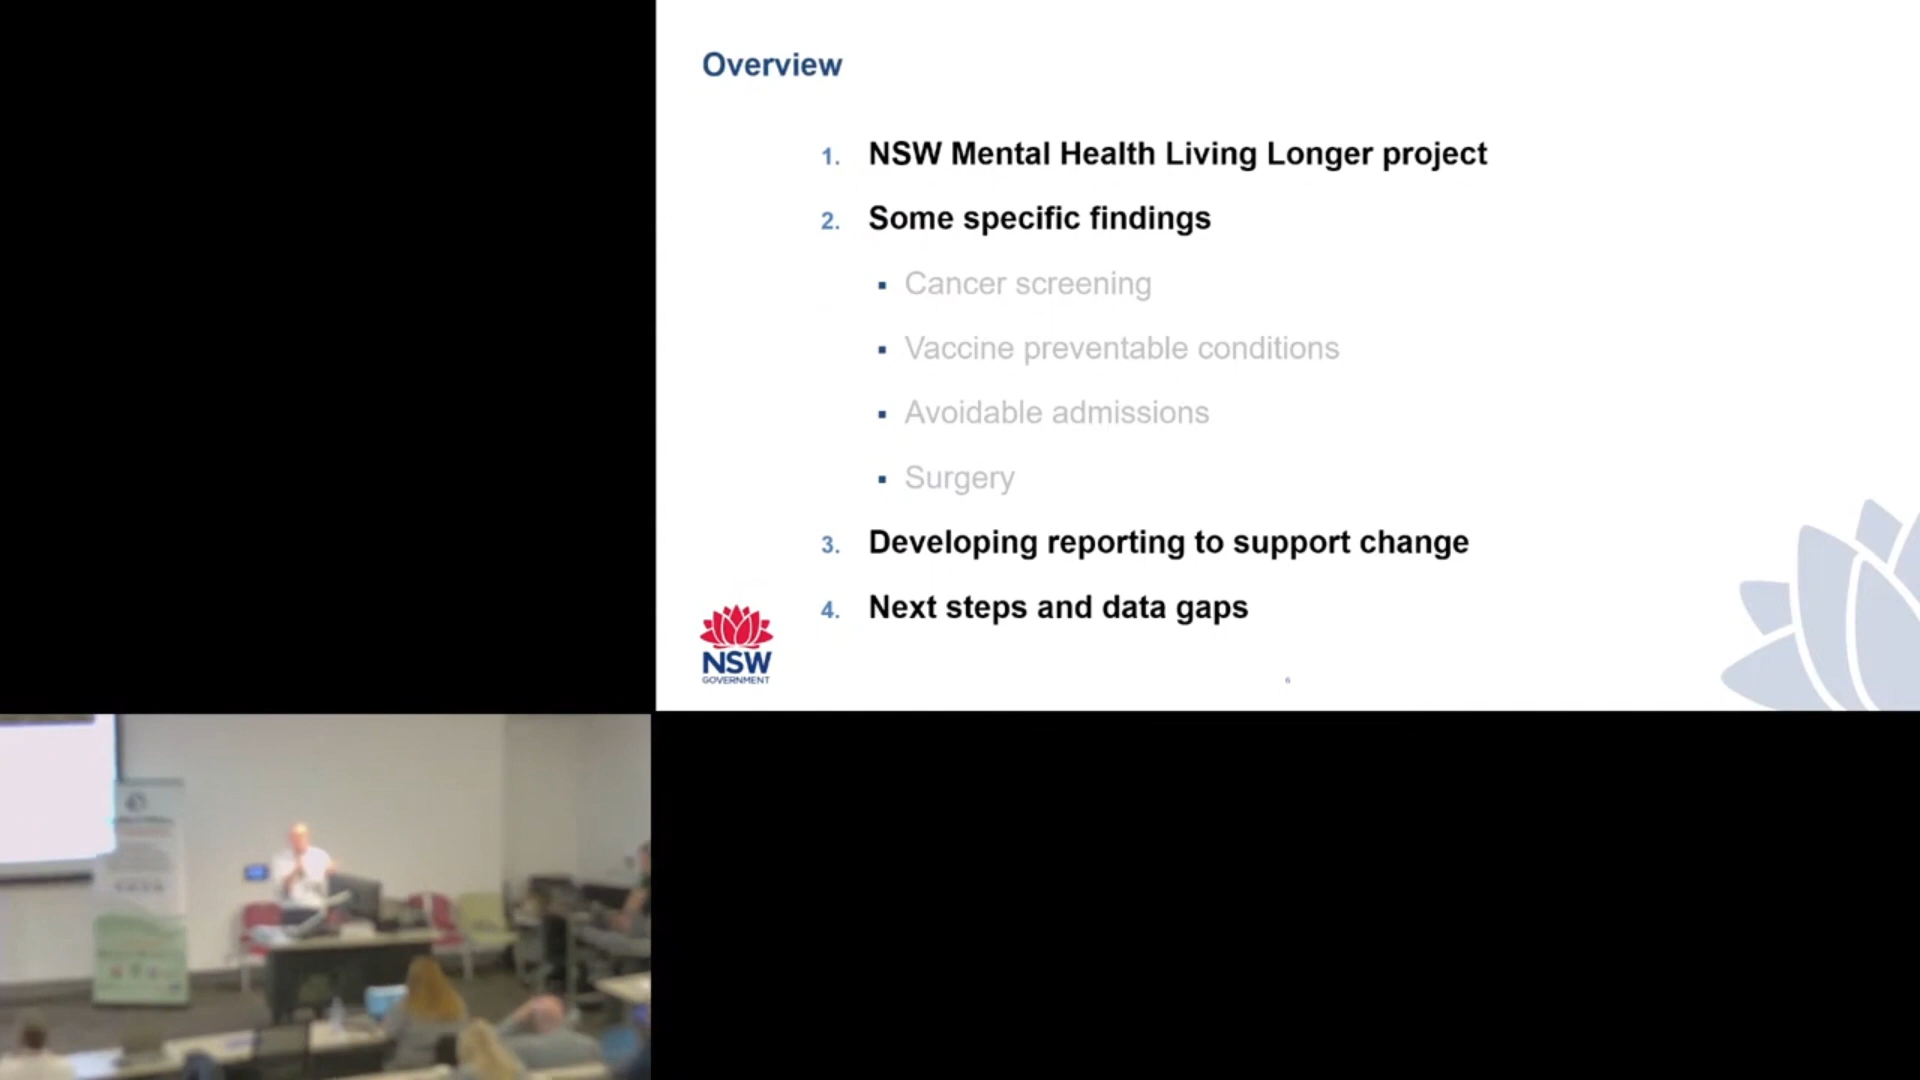 Overview
1. NSW Mental Health Living Longer project
2. Some specific findings
▪ Cancer screening
▪ Vaccine preventable conditions
▪ Avoidable admissions
▪ Surgery
3. Developing reporting to support change
4. Next steps and data gaps
NSW
GOVERNMENT
6